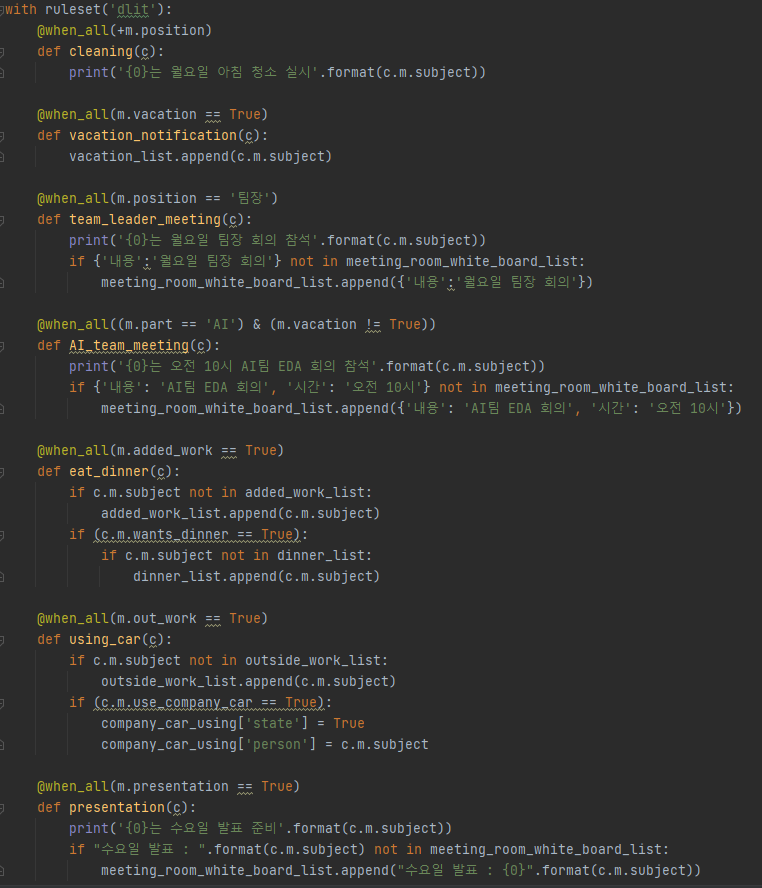 with ruleset('dlit'):
    @when_all(+m.position)
    def cleaning(c):
        print('{0}는 월요일 아침 청소 실시'.format(c.m.subject))

    @when_all(m.vacation == True)
    def vacation_notification(c):
        vacation_list.append(c.m.subject)

    @when_all(m.position == '팀장')
    def team_leader_meeting(c):
        print('{0}는 월요일 팀장 회의 참석'.format(c.m.subject))
        if {'내용':'월요일 팀장 회의'} not in meeting_room_white_board_list:
            meeting_room_white_board_list.append({'내용':'월요일 팀장 회의'})

    @when_all((m.part == 'AI') & (m.vacation != True))
    def AI_team_meeting(c):
        print('{0}는 오전 10시 AI팀 EDA 회의 참석'.format(c.m.subject))
        if {'내용': 'AI팀 EDA 회의', '시간': '오전 10시'} not in meeting_room_white_board_list:
            meeting_room_white_board_list.append({'내용': 'AI팀 EDA 회의', '시간': '오전 10시'})

    @when_all(m.added_work == True)
    def eat_dinner(c):
        if c.m.subject not in added_work_list:
            added_work_list.append(c.m.subject)
        if (c.m.wants_dinner == True):
            if c.m.subject not in dinner_list:
                dinner_list.append(c.m.subject)

    @when_all(m.out_work == True)
    def using_car(c):
        if c.m.subject not in outside_work_list:
            outside_work_list.append(c.m.subject)
        if (c.m.use_company_car == True):
            company_car_using['state'] = True
            company_car_using['person'] = c.m.subject

    @when_all(m.presentation == True)
    def presentation(c):
        print('{0}는 수요일 발표 준비'.format(c.m.subject))
        if "수요일 발표 : ".format(c.m.subject) not in meeting_room_white_board_list:
            meeting_room_white_board_list.append("수요일 발표 : {0}".format(c.m.subject))